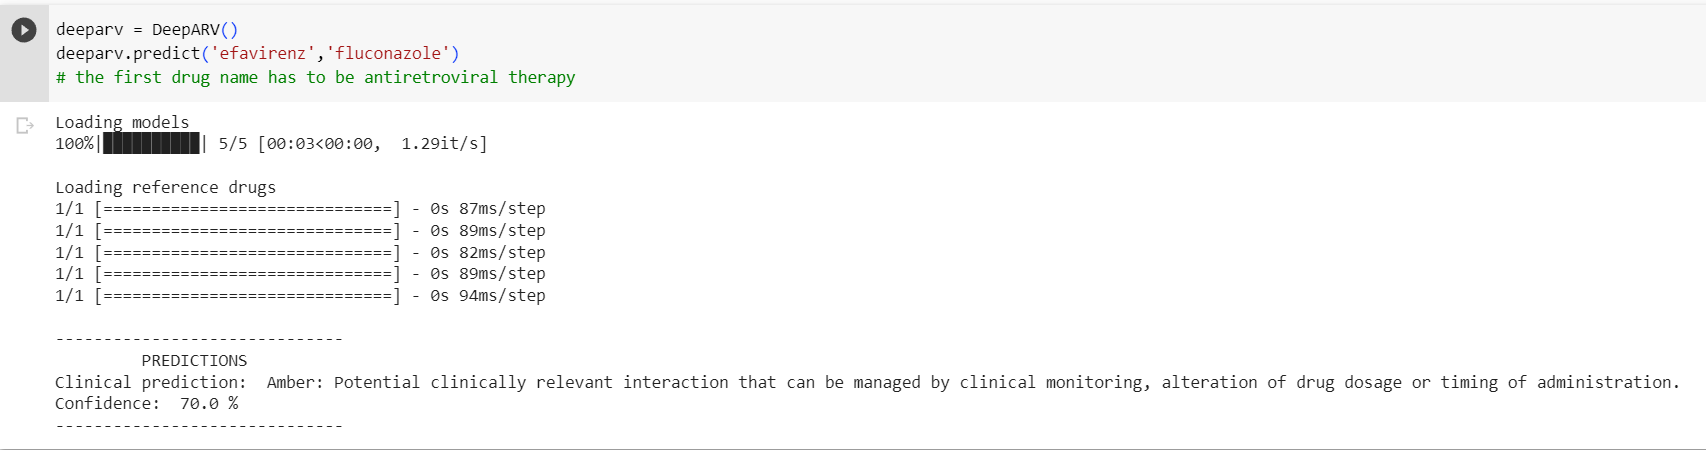 deeparv = DeepARV()
deeparv.predict('efavirenz','fluconazole')
# the first drug name has to be antiretroviral therapy
Loading models
100%|██████████| 5/5 [00:03<00:00,  1.29it/s]
Loading reference drugs
1/1 [==============================] - 0s 87ms/step
1/1 [==============================] - 0s 89ms/step
1/1 [==============================] - 0s 82ms/step
1/1 [==============================] - 0s 89ms/step
1/1 [==============================] - 0s 94ms/step
------------------------------
PREDICTIONS
Clinical prediction:  Amber: Potential clinically relevant interaction that can be managed by clinical monitoring, alteration of drug dosage or timing of administration.
Confidence:  70.0 %
------------------------------